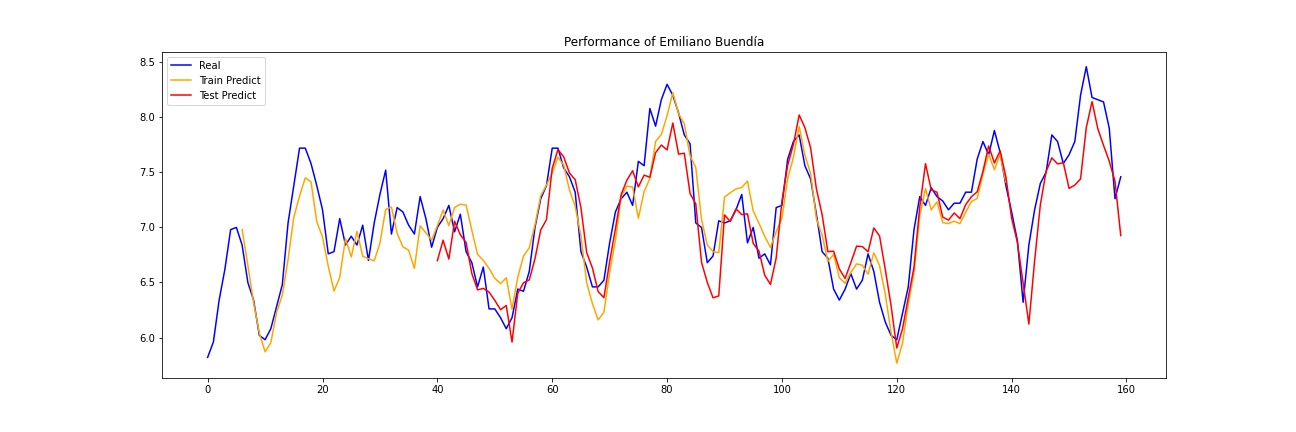 Performance of Emiliano Buendía
Real
Train Predict
Test Predict
8.5
8.0
7.5
7.0
6.5
6.0
0 20 40 60 80 100 120 140 160